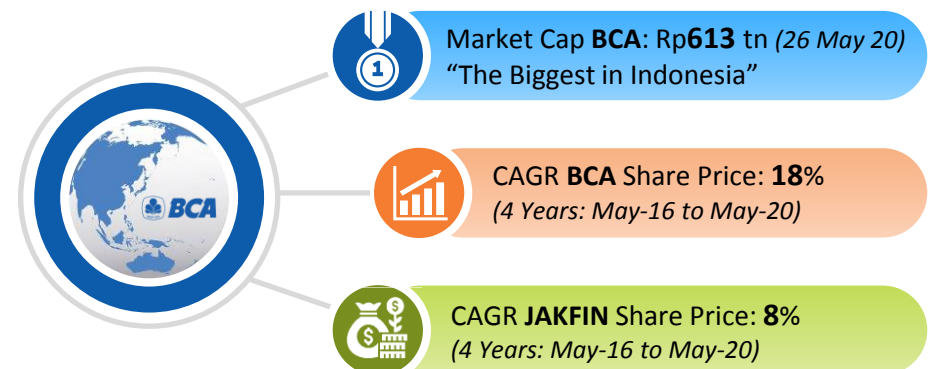 Market Cap BCA: Rp613 tn (26 May 20)
“The Biggest in Indonesia”
1
BCA
CAGR BCA Share Price: 18%
(4 Years: May-16 to May-20)
CAGR JAKFIN Share Price: 8%
(4 Years: May-16 to May-20)
$
$